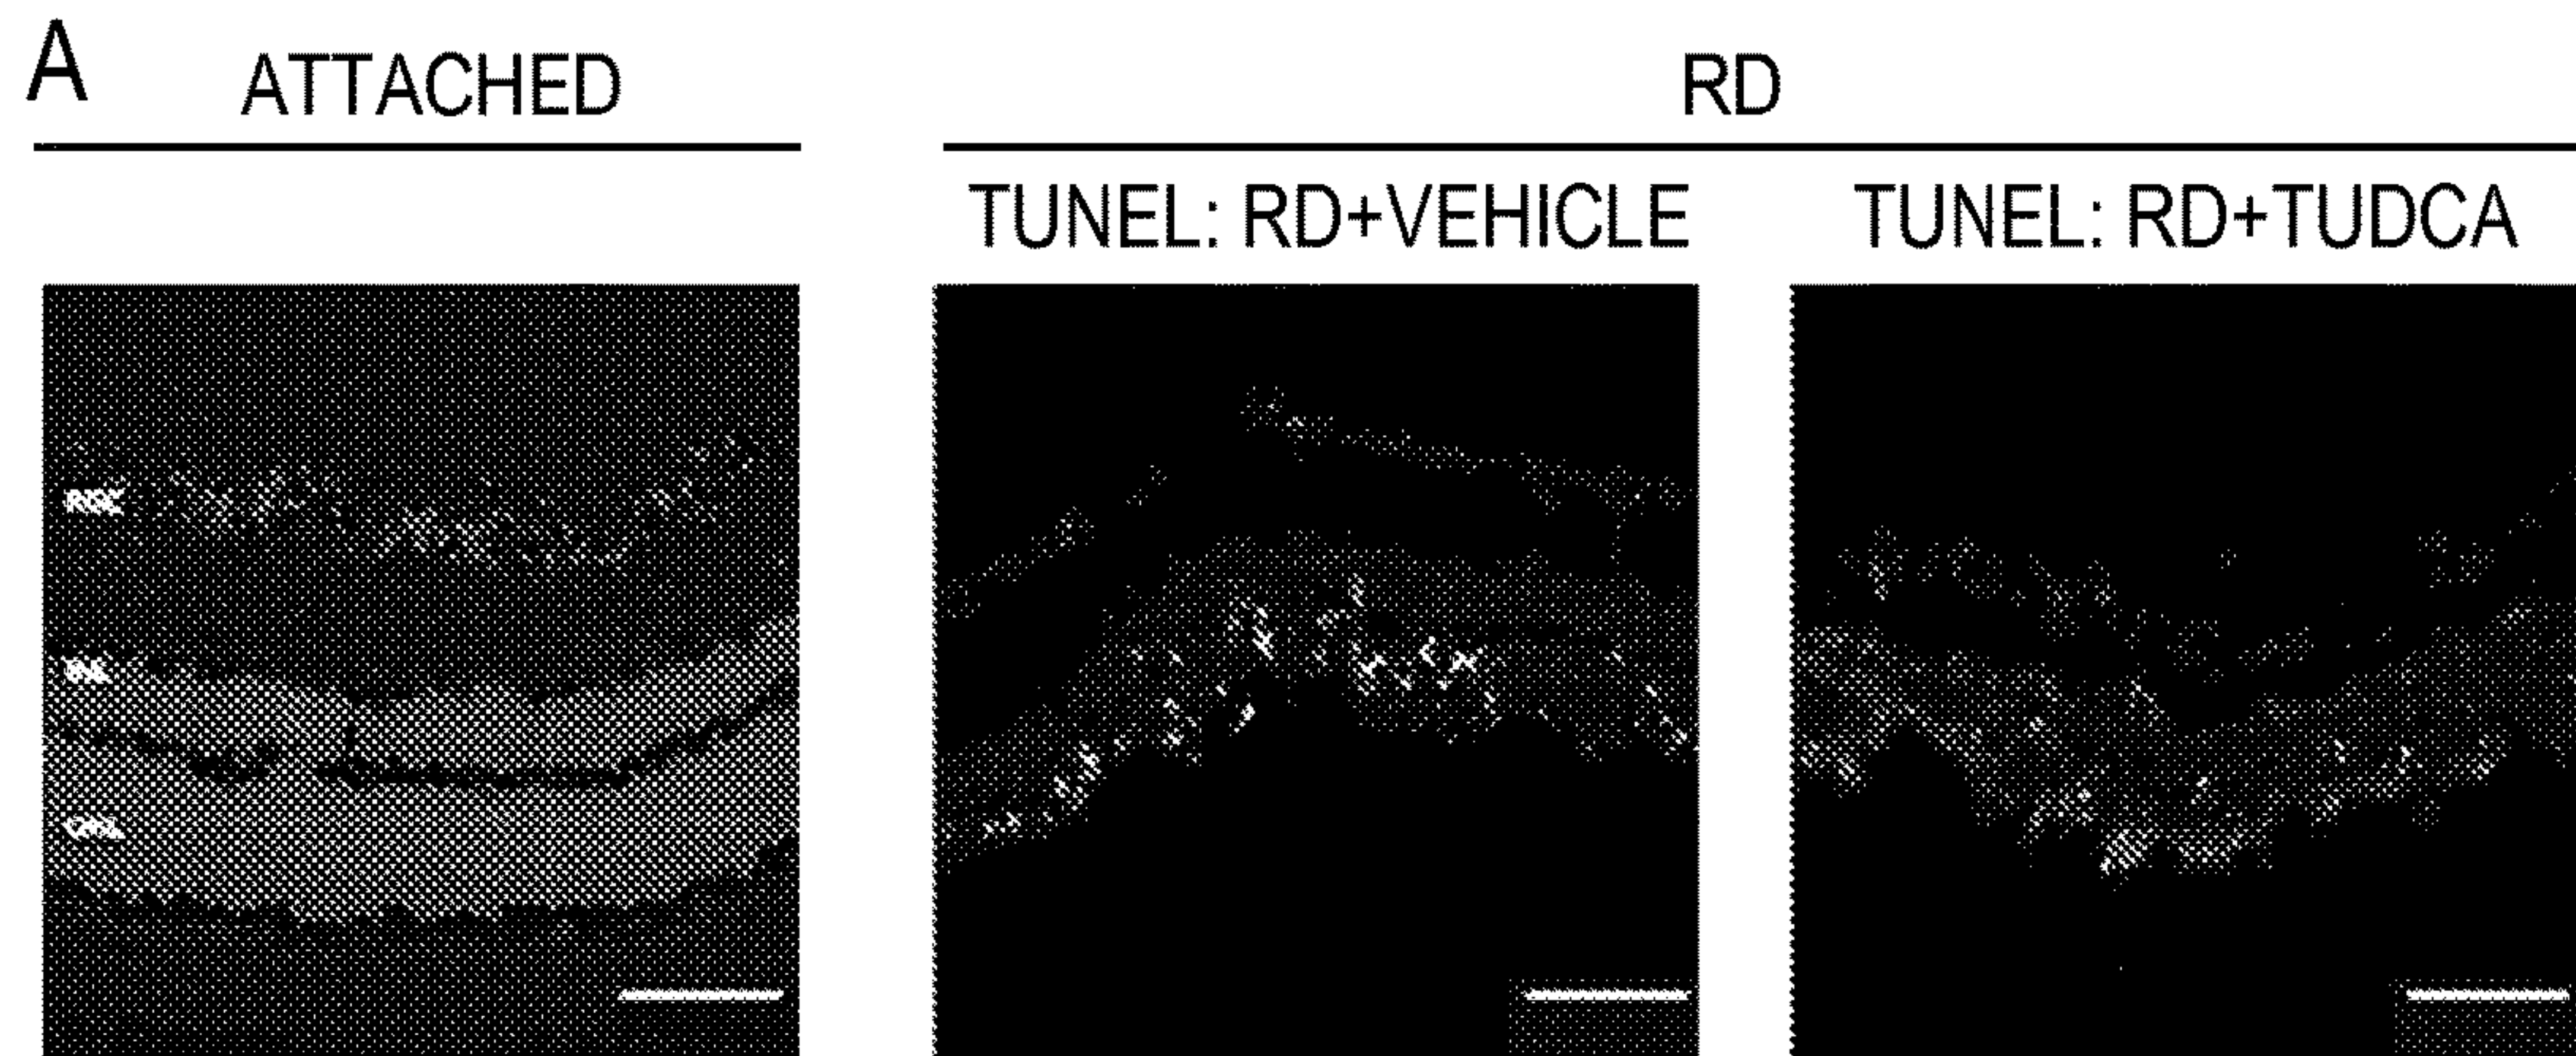 A
ATTACHED
RD
TUNEL: RD+VEHICLE
TUNEL: RD+TUDCA